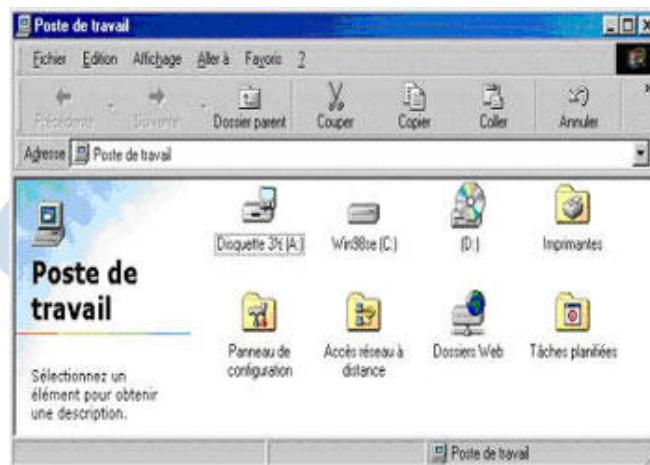 Poste de travail
Fichier Edition Affichage Aller à Favoris ?
Précédente Suivante Dossier parent Couper Copier Coller Annuler »
Adresse Poste de travail
Poste de
travail
Sélectionnez un
élément pour obtenir
une description.
Disquette 3½ (A:) Win98se (C:) (D:) Imprimantes
Panneau de
configuration
Accès réseau à
distance
Dossiers Web Tâches planifiées
Poste de travail